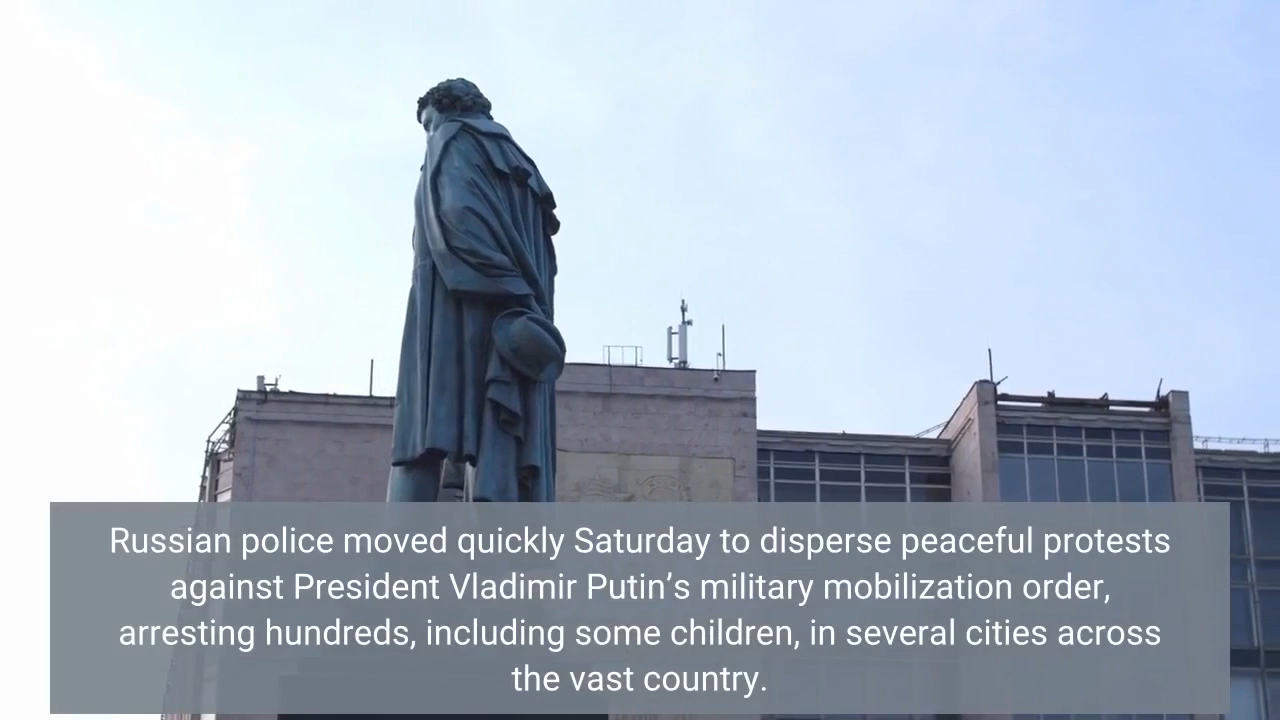 Russian police moved quickly Saturday to disperse peaceful protests
against President Vladimir Putin’s military mobilization order,
arresting hundreds, including some children, in several cities across
the vast country.